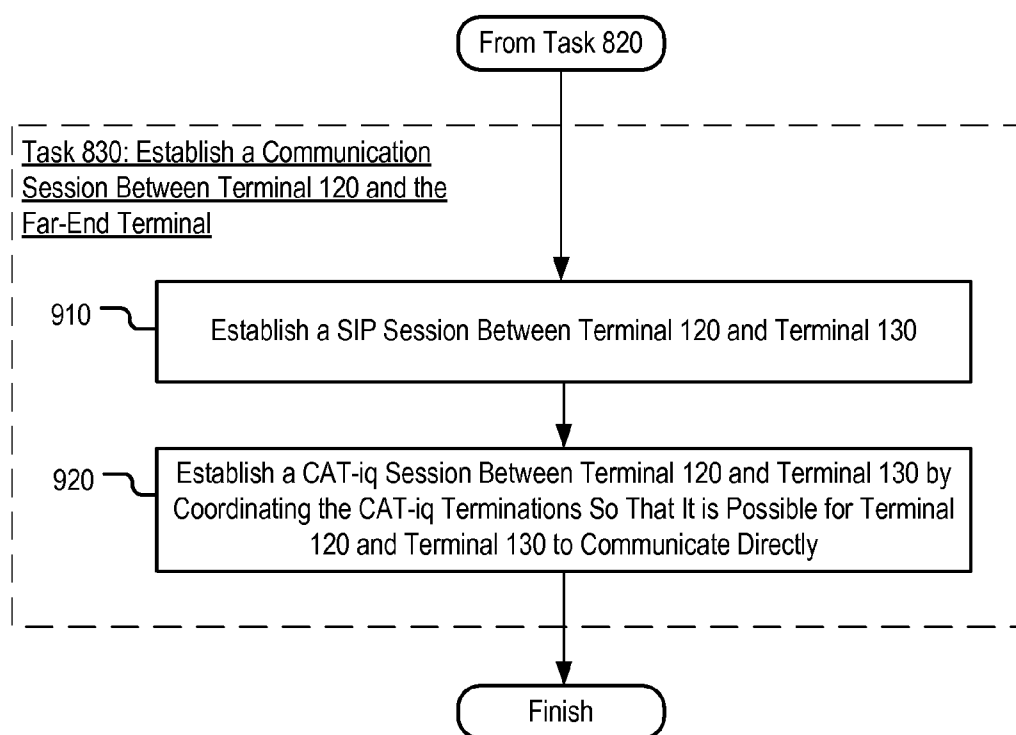 From Task 820
Task 830: Establish a Communication
Session Between Terminal 120 and the
Far-End Terminal
910
Establish a SIP Session Between Terminal 120 and Terminal 130
920
Establish a CAT-iq Session Between Terminal 120 and Terminal 130 by
Coordinating the CAT-iq Terminations So That It is Possible for Terminal
120 and Terminal 130 to Communicate Directly
Finish